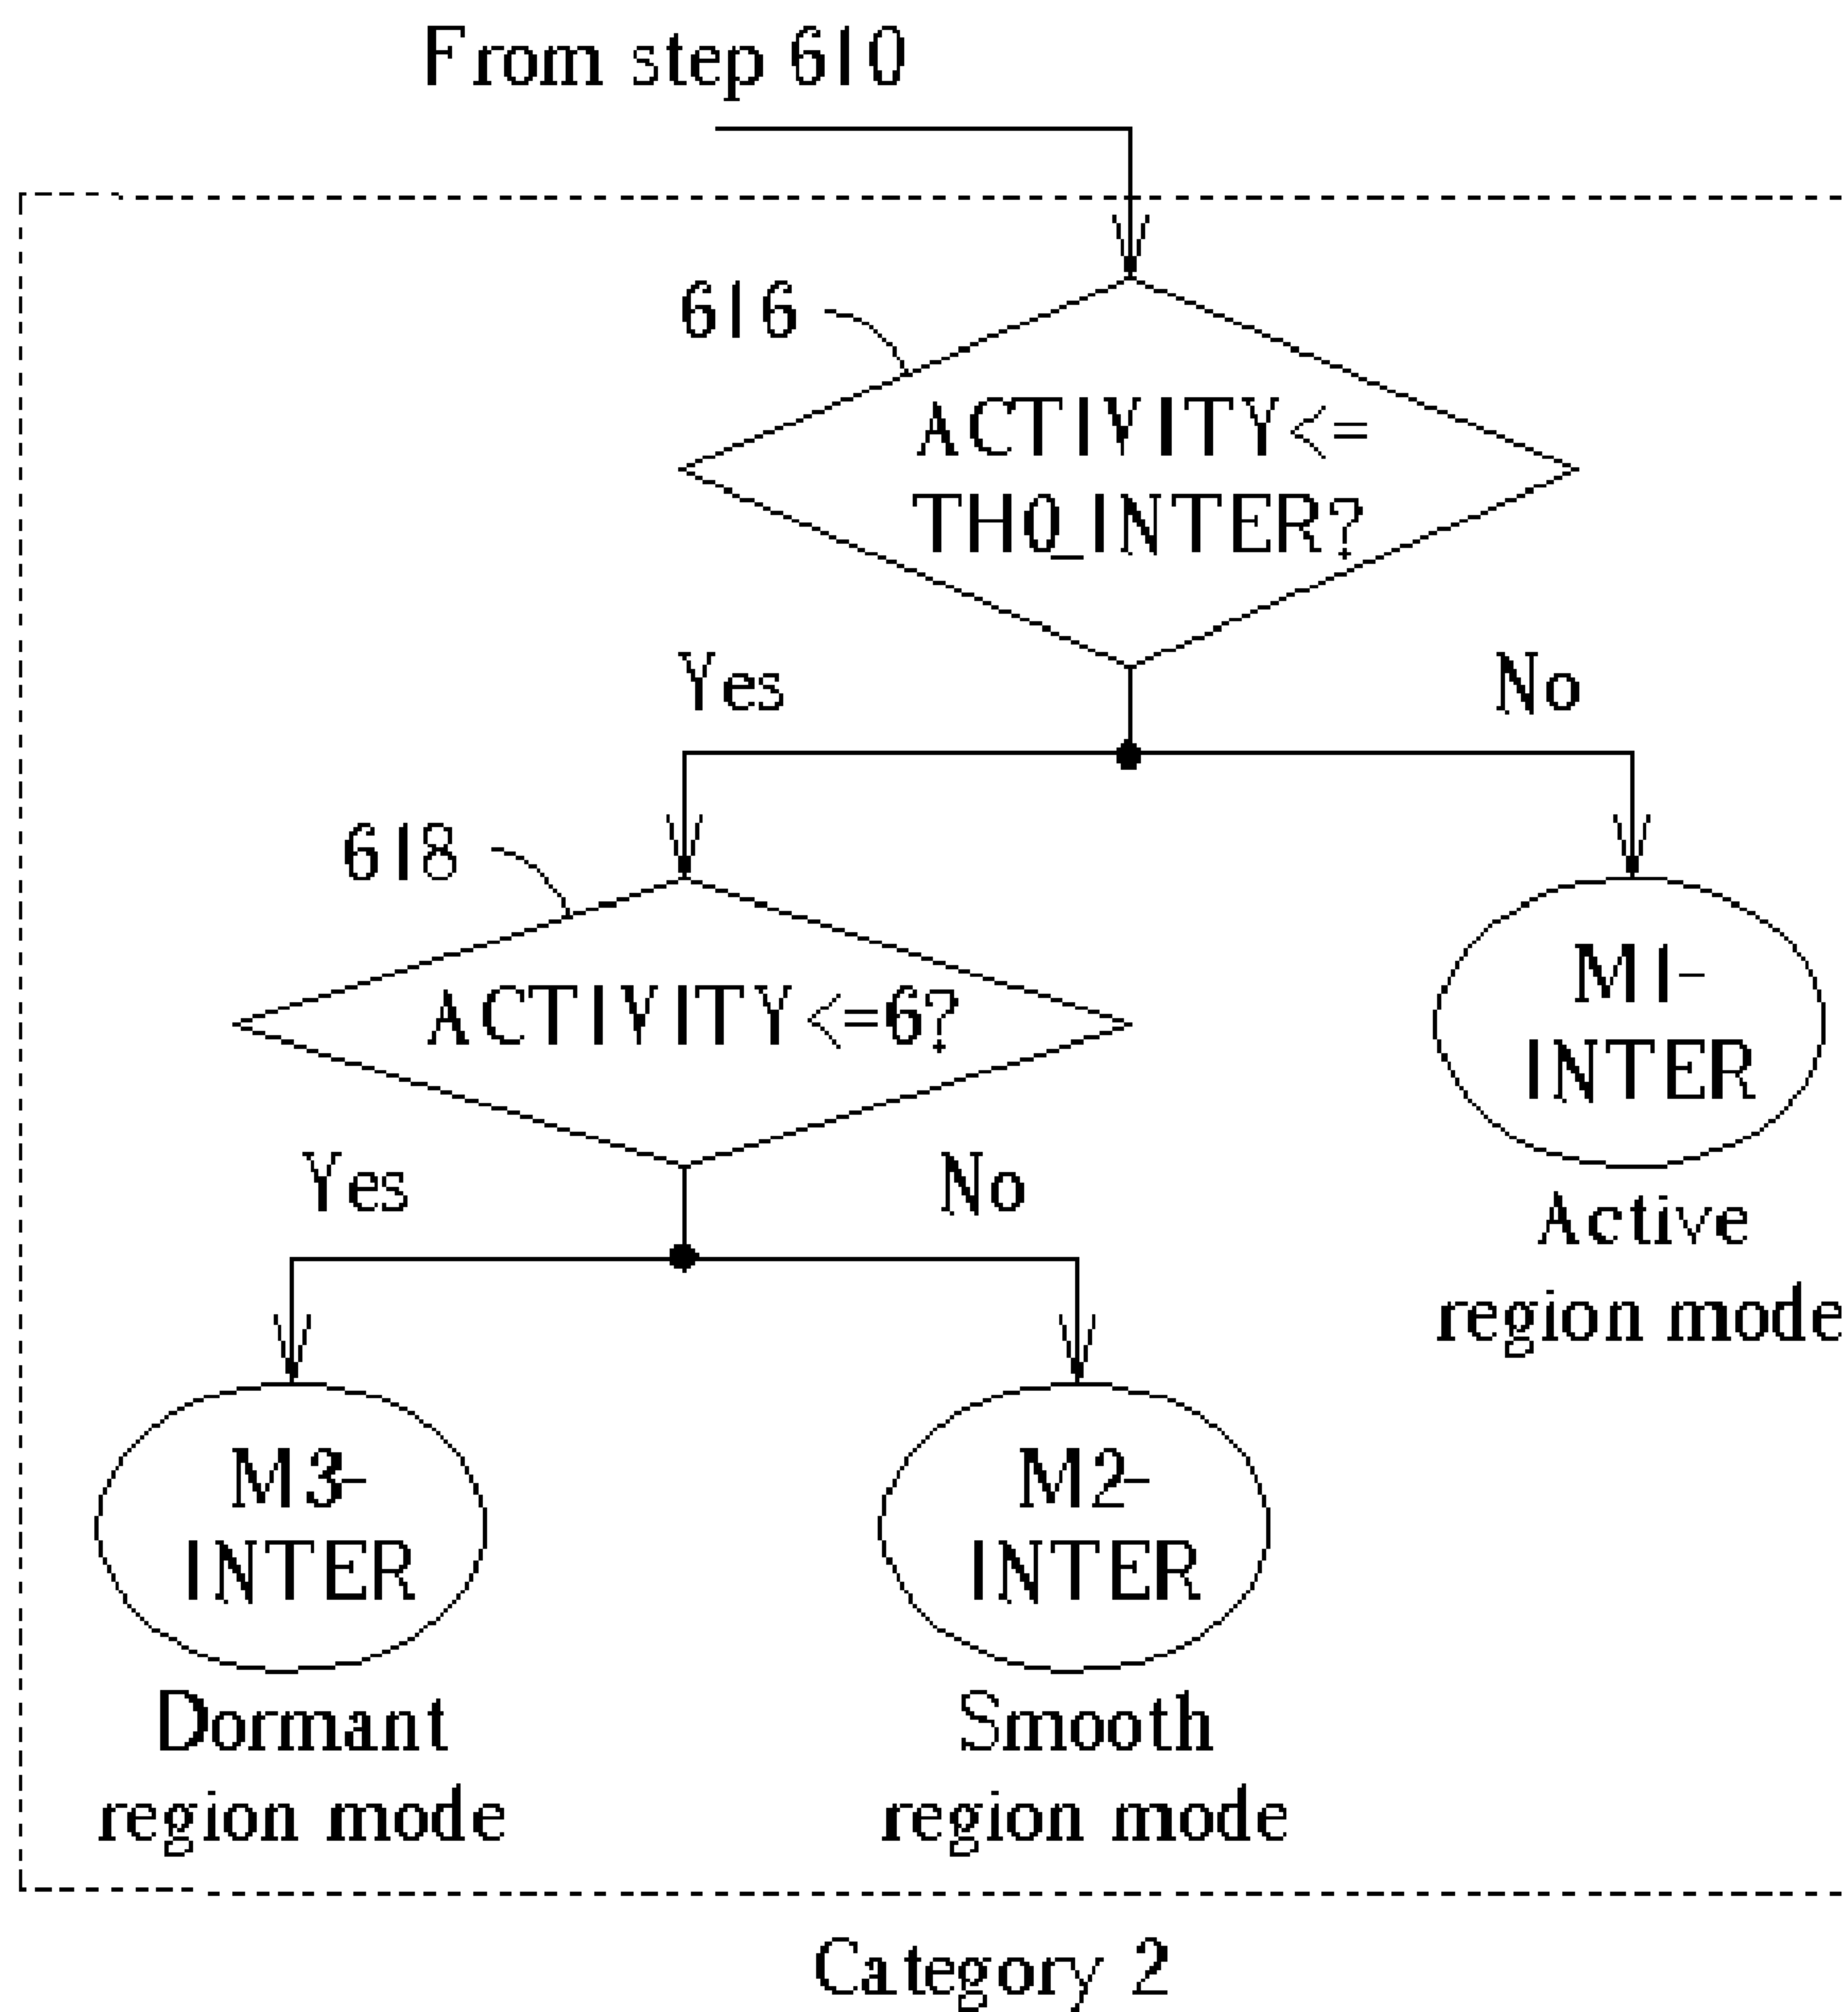 From step 610
616
ACTIVITY<=
TH0_INTER?
Yes
No
618
ACTIVITY<=6?
M1-
INTER
Yes
No
Active
region mode
M3-
INTER
M2-
INTER
Dormant
region mode
Smooth
region mode
Category 2